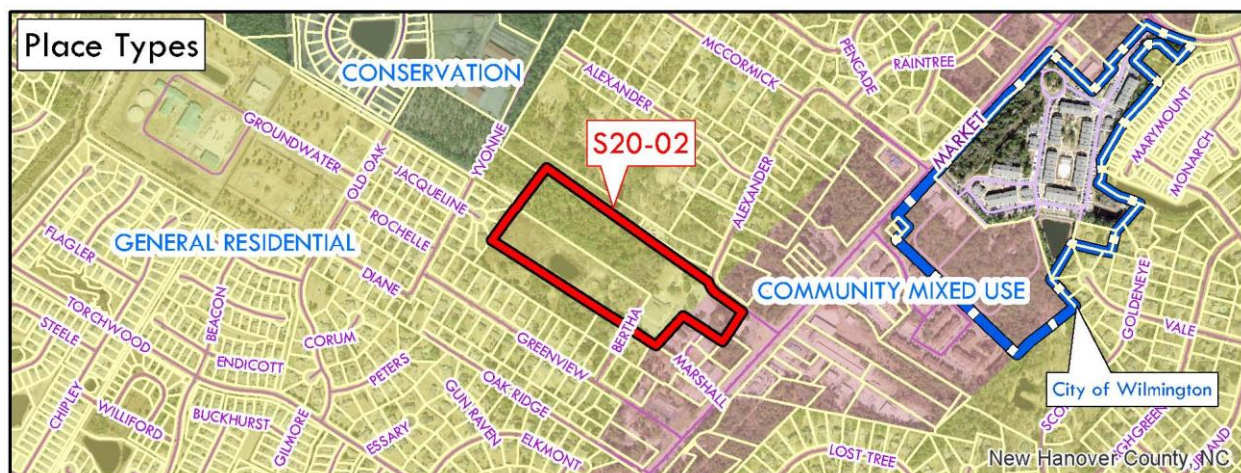 Place Types
CONSERVATION
MCCORMICK
PENCADE
RAINTREE
ALEXANDER
S20-02
MARKET
MARYMOUNT
MONARCH
GROUNDWATER
OLD OAK
JACQUELINE
YVONNE
ALEXANDER
ROCHELLE
FLAGLER
GENERAL RESIDENTIAL
DIANE
COMMUNITY MIXED USE
GOLDENEYE
VALE
TORCHWOOD
BEACON
STEELE
CORUM
ENDICOTT
PETERS
GREENVIEW
BERTHA
MARSHALL
OAK RIDGE
GUN RAVEN
ELKMONT
CHIPLEY
WILLIFORD
BUCKHURST
GILMORE
ESSARY
LOST-TREE
City of Wilmington
New Hanover County, NC